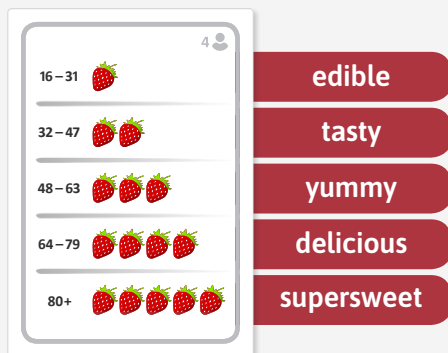 4
16 – 31 edible
32 – 47 tasty
48 – 63 yummy
64 – 79 delicious
80+ supersweet